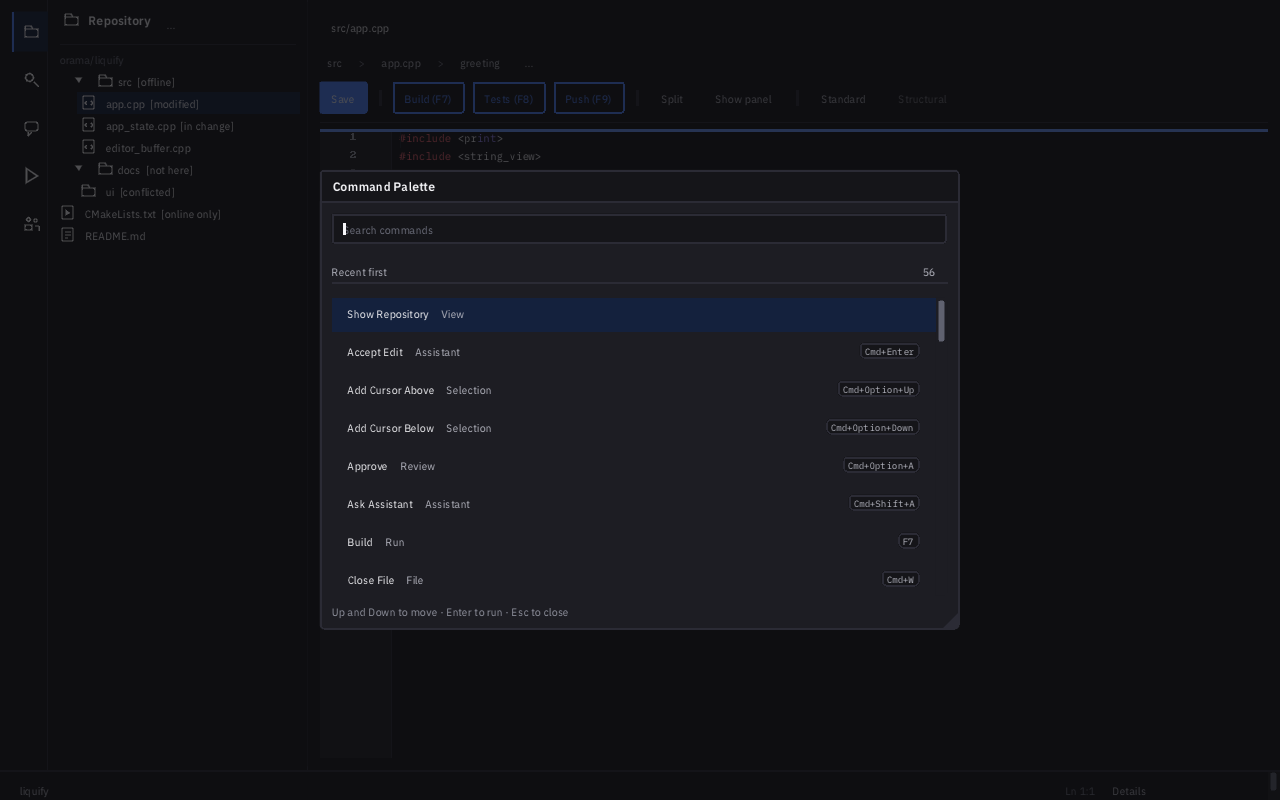 Repository ...
orama/liquify
src [offline]
app.cpp [modified]
app_state.cpp [in change]
editor_buffer.cpp
docs [not here]
ui [conflicted]
CMakeLists.txt [online only]
README.md
src/app.cpp
src > app.cpp > greeting ...
Save Build (F7) Tests (F8) Push (F9) Split Show panel Standard Structural
1 #include <print>
2 #include <string_view>
Command Palette
Search commands
Recent first 56
Show Repository View
Accept Edit Assistant Cmd+Enter
Add Cursor Above Selection Cmd+Option+Up
Add Cursor Below Selection Cmd+Option+Down
Approve Review Cmd+Option+A
Ask Assistant Assistant Cmd+Shift+A
Build Run F7
Close File File Cmd+W
Up and Down to move · Enter to run · Esc to close
liquify Ln 1:1 Details